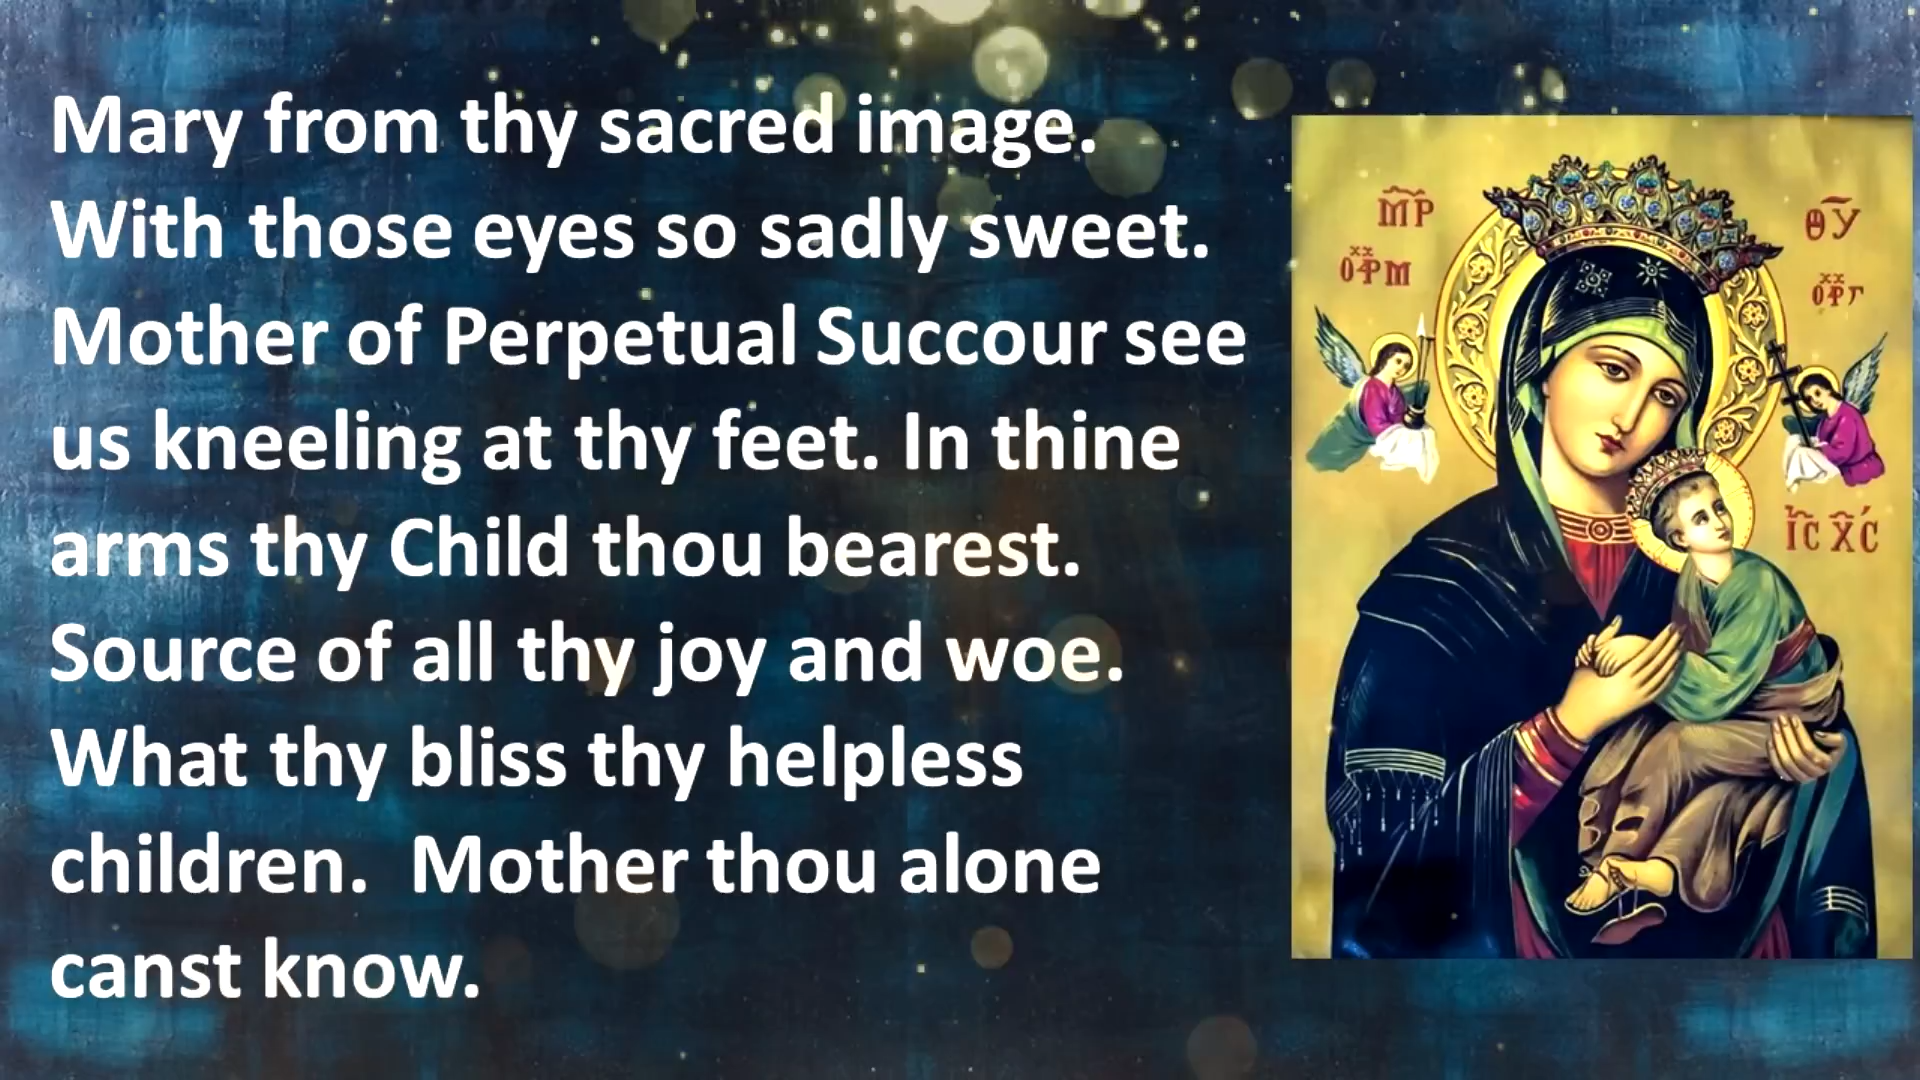 Mary from thy sacred image.
With those eyes so sadly sweet.
Mother of Perpetual Succour see
us kneeling at thy feet. In thine
arms thy Child thou bearest.
Source of all thy joy and woe.
What thy bliss thy helpless
children. Mother thou alone
canst know.
ΜΡ
ΘΥ
ΙC ΧC